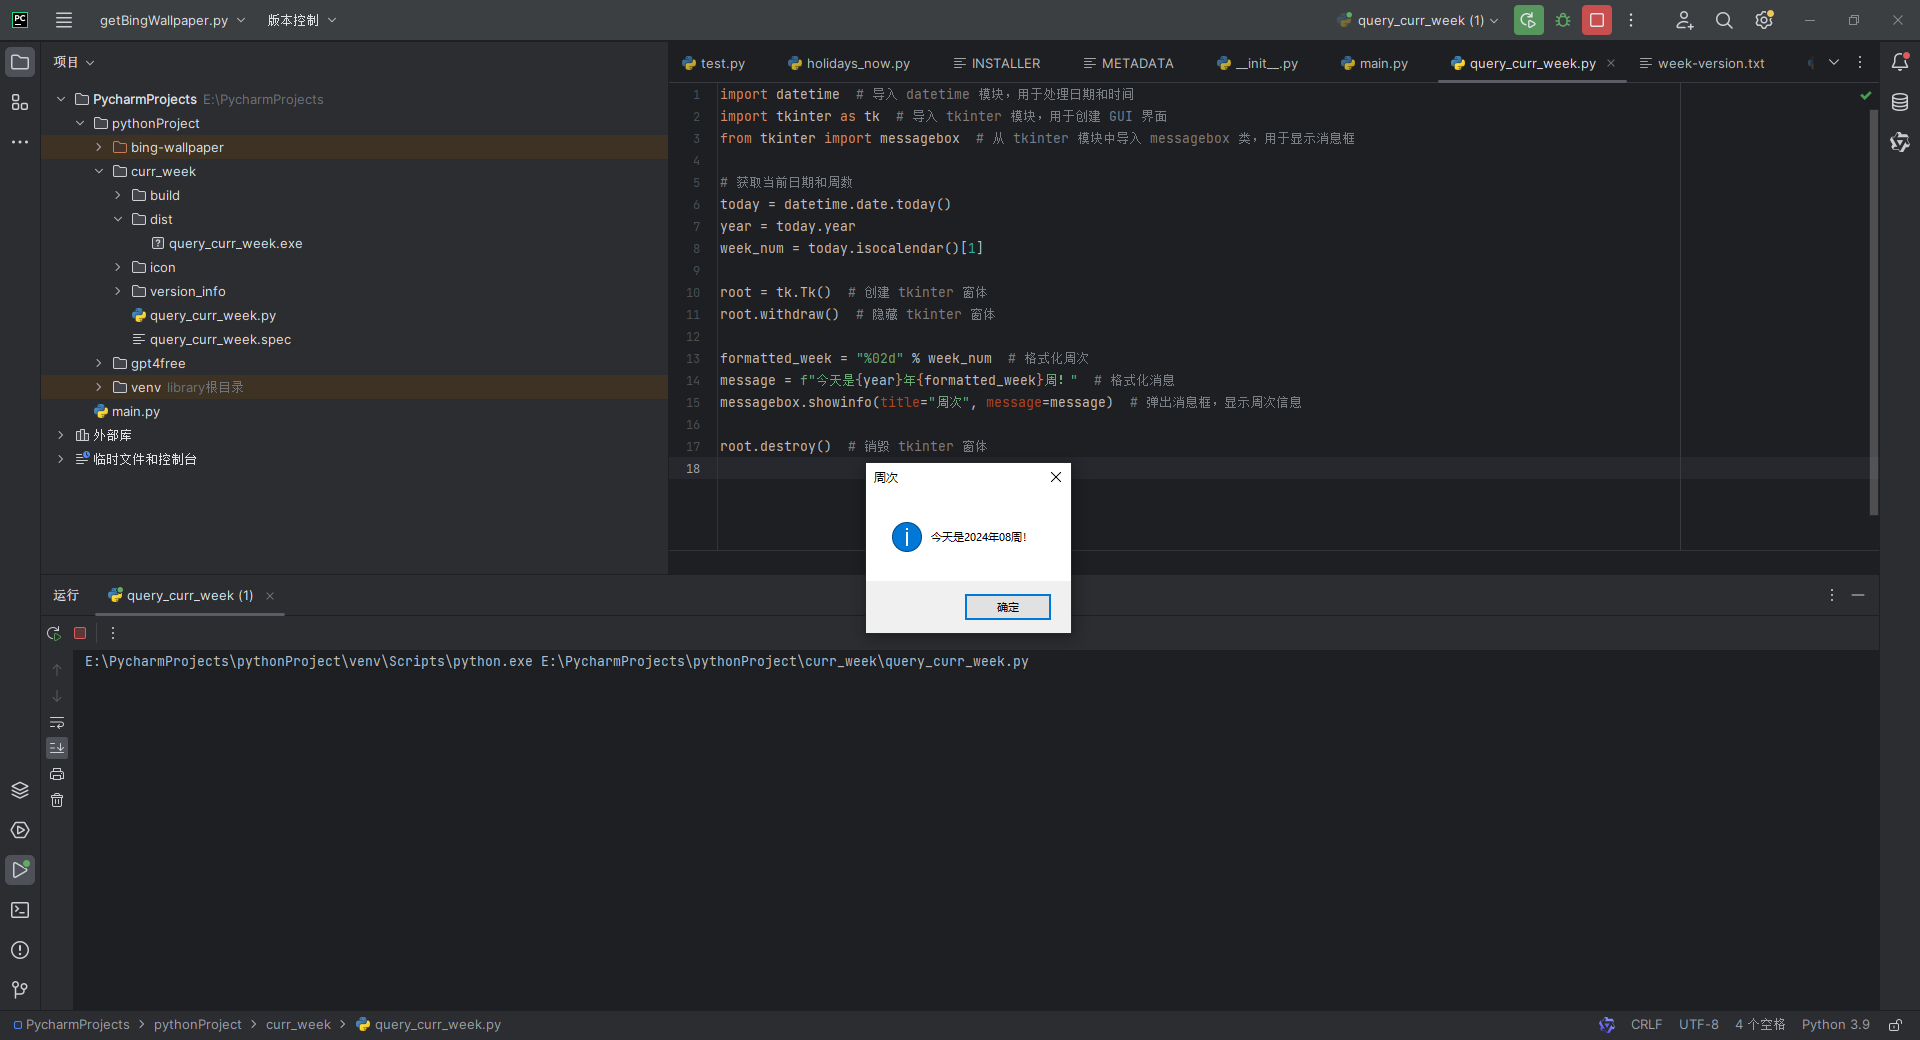 PC getBingWallpaper.py 版本控制 query_curr_week (1)
项目
PycharmProjects E:\PycharmProjects
pythonProject
bing-wallpaper
curr_week
build
dist
query_curr_week.exe
icon
version_info
query_curr_week.py
query_curr_week.spec
gpt4free
venv library根目录
main.py
外部库
临时文件和控制台
test.py holidays_now.py INSTALLER METADATA __init__.py main.py query_curr_week.py week-version.txt
1 import datetime # 导入 datetime 模块，用于处理日期和时间
2 import tkinter as tk # 导入 tkinter 模块，用于创建 GUI 界面
3 from tkinter import messagebox # 从 tkinter 模块中导入 messagebox 类，用于显示消息框
4
5 # 获取当前日期和周数
6 today = datetime.date.today()
7 year = today.year
8 week_num = today.isocalendar()[1]
9
10 root = tk.Tk() # 创建 tkinter 窗体
11 root.withdraw() # 隐藏 tkinter 窗体
12
13 formatted_week = "%02d" % week_num # 格式化周次
14 message = f"今天是{year}年{formatted_week}周！" # 格式化消息
15 messagebox.showinfo(title="周次", message=message) # 弹出消息框，显示周次信息
16
17 root.destroy() # 销毁 tkinter 窗体
18
周次
今天是2024年08周！
确定
运行 query_curr_week (1)
E:\PycharmProjects\pythonProject\venv\Scripts\python.exe E:\PycharmProjects\pythonProject\curr_week\query_curr_week.py
PycharmProjects > pythonProject > curr_week > query_curr_week.py CRLF UTF-8 4 个空格 Python 3.9